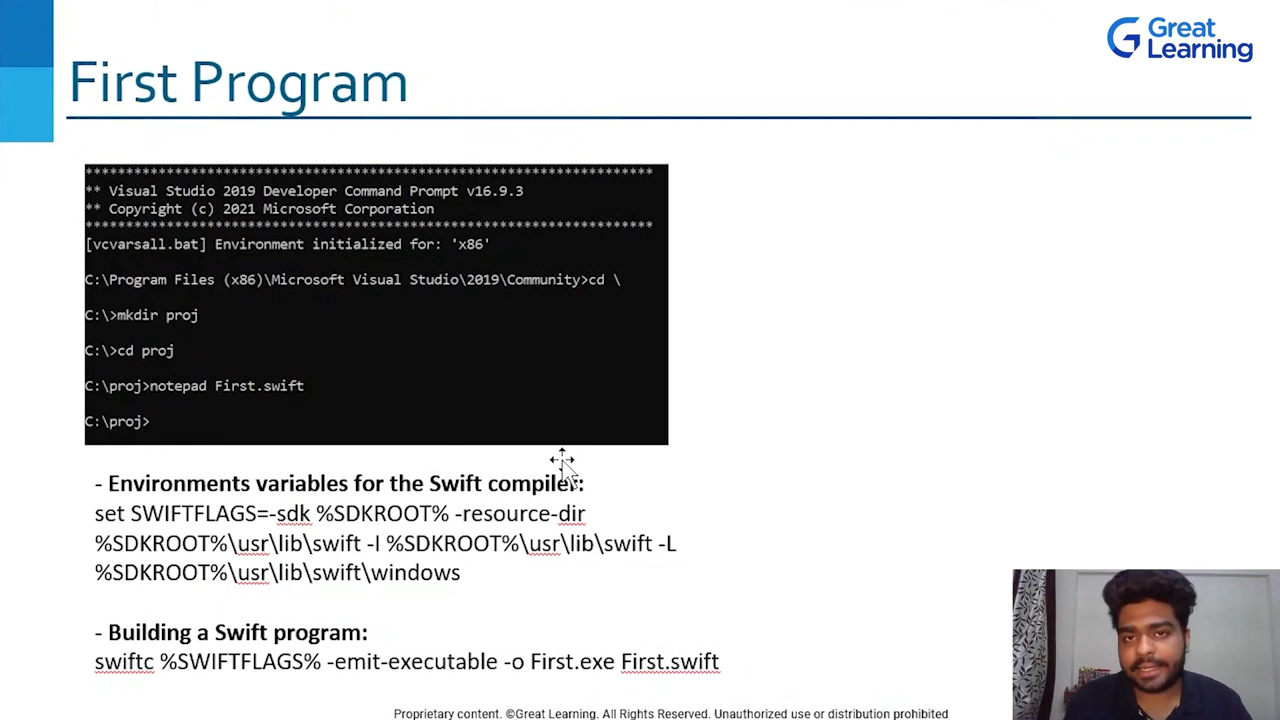 Great
Learning
First Program
**********************************************************************
** Visual Studio 2019 Developer Command Prompt v16.9.3
** Copyright (c) 2021 Microsoft Corporation
**********************************************************************
[vcvarsall.bat] Environment initialized for: 'x86'
C:\Program Files (x86)\Microsoft Visual Studio\2019\Community>cd \
C:\>mkdir proj
C:\>cd proj
C:\proj>notepad First.swift
C:\proj>
- Environments variables for the Swift compiler:
set SWIFTFLAGS=-sdk %SDKROOT% -resource-dir
%SDKROOT%\usr\lib\swift -I %SDKROOT%\usr\lib\swift -L
%SDKROOT%\usr\lib\swift\windows
- Building a Swift program:
swiftc %SWIFTFLAGS% -emit-executable -o First.exe First.swift
Proprietary content. ©Great Learning. All Rights Reserved. Unauthorized use or distribution prohibited